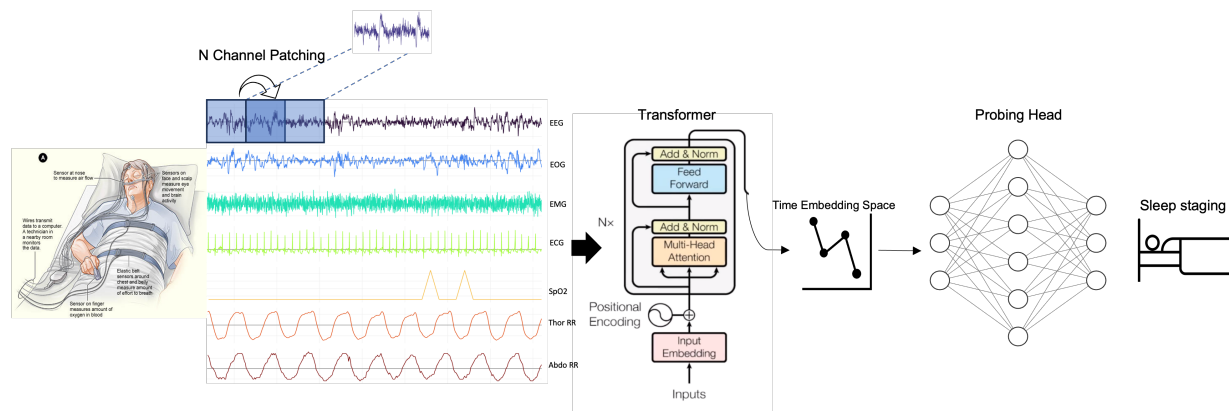 N Channel Patching
A
Sensor at nose
to measure air flow
Sensors on
face and scalp
measure eye
movement
and brain
activity
Wires transmit
data to a computer.
A technician in
a nearby room
monitors
the data.
Elastic belt
sensors around
chest and belly
measure amount
of effort to breath
Sensor on finger
measures amount of
oxygen in blood
EEG
EOG
EMG
ECG
SpO2
Thor RR
Abdo RR
Transformer
Add & Norm
Feed
Forward
N×
Add & Norm
Multi-Head
Attention
Positional
Encoding
Input
Embedding
Inputs
Time Embedding Space
Probing Head
Sleep staging